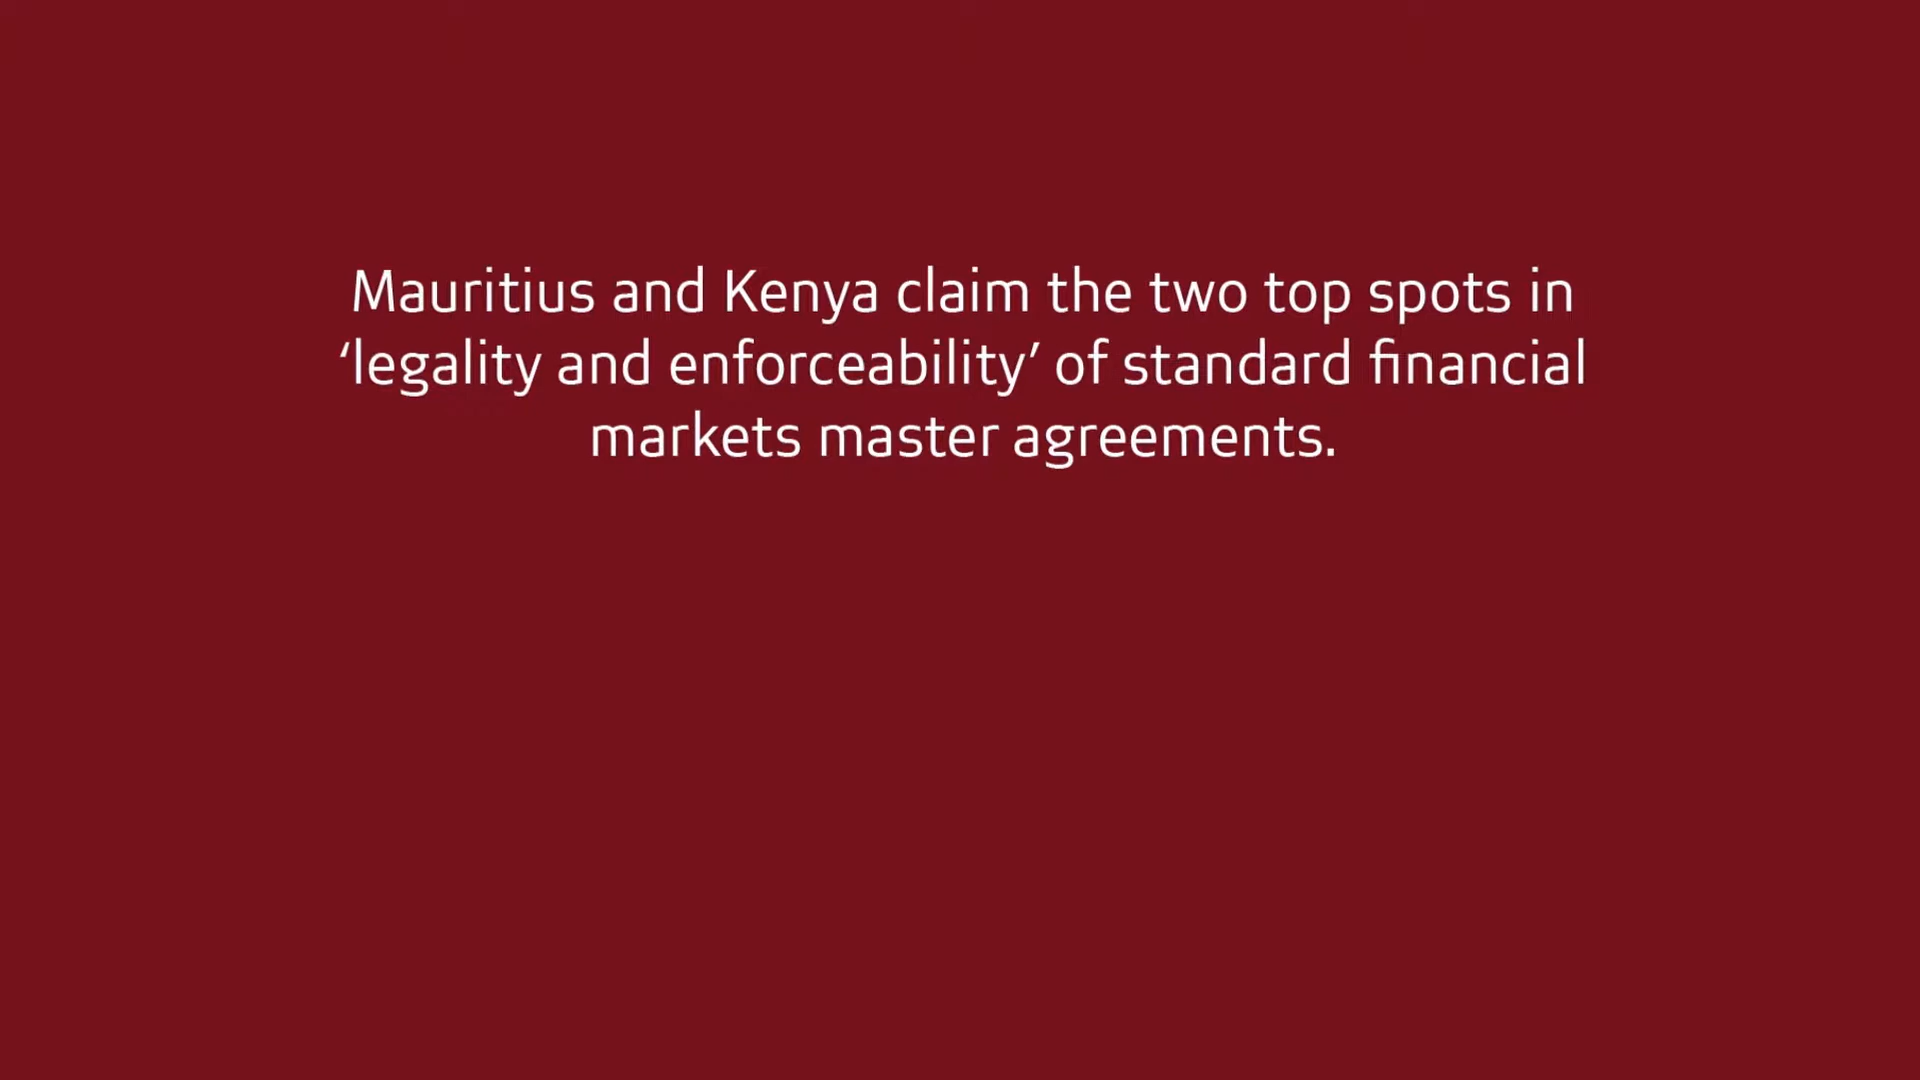 Mauritius and Kenya claim the two top spots in
‘legality and enforceability’ of standard financial
markets master agreements.